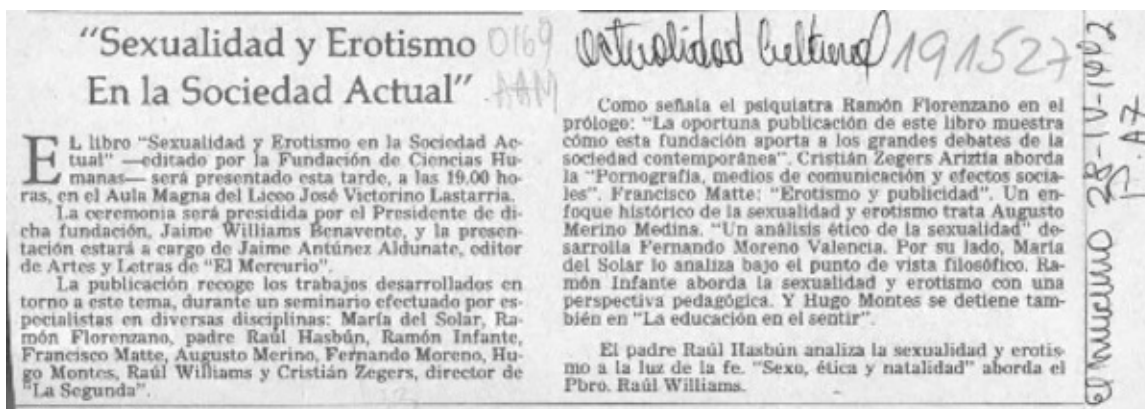 "Sexualidad y Erotismo
En la Sociedad Actual"
0169
AAM
EL libro "Sexualidad y Erotismo en la Sociedad Ac-
tual" —editado por la Fundación de Ciencias Hu-
manas— será presentado esta tarde, a las 19.00 ho-
ras, en el Aula Magna del Liceo José Victorino Lastarria.
La ceremonia será presidida por el Presidente de di-
cha fundación, Jaime Williams Benavente, y la presen-
tación estará a cargo de Jaime Antúnez Aldunate, editor
de Artes y Letras de "El Mercurio".
La publicación recoge los trabajos desarrollados en
torno a este tema, durante un seminario efectuado por es-
pecialistas en diversas disciplinas: María del Solar, Ra-
món Florenzano, padre Raúl Hasbún, Ramón Infante,
Francisco Matte, Augusto Merino, Fernando Moreno, Hu-
go Montes, Raúl Williams y Cristián Zegers, director de
"La Segunda".
actualidad cultural 191527
Como señala el psiquiatra Ramón Florenzano en el
prólogo: "La oportuna publicación de este libro muestra
cómo esta fundación aporta a los grandes debates de la
sociedad contemporánea". Cristián Zegers Ariztía aborda
la "Pornografía, medios de comunicación y efectos socia-
les". Francisco Matte: "Erotismo y publicidad". Un en-
foque histórico de la sexualidad y erotismo trata Augusto
Merino Medina. "Un análisis ético de la sexualidad" de-
sarrolla Fernando Moreno Valencia. Por su lado, María
del Solar lo analiza bajo el punto de vista filosófico. Ra-
món Infante aborda la sexualidad y erotismo con una
perspectiva pedagógica. Y Hugo Montes se detiene tam-
bién en "La educación en el sentir".
El padre Raúl Hasbún analiza la sexualidad y erotis-
mo a la luz de la fe. "Sexo, ética y natalidad" aborda el
Pbro. Raúl Williams.
el mercurio 28-IV-1992
A7